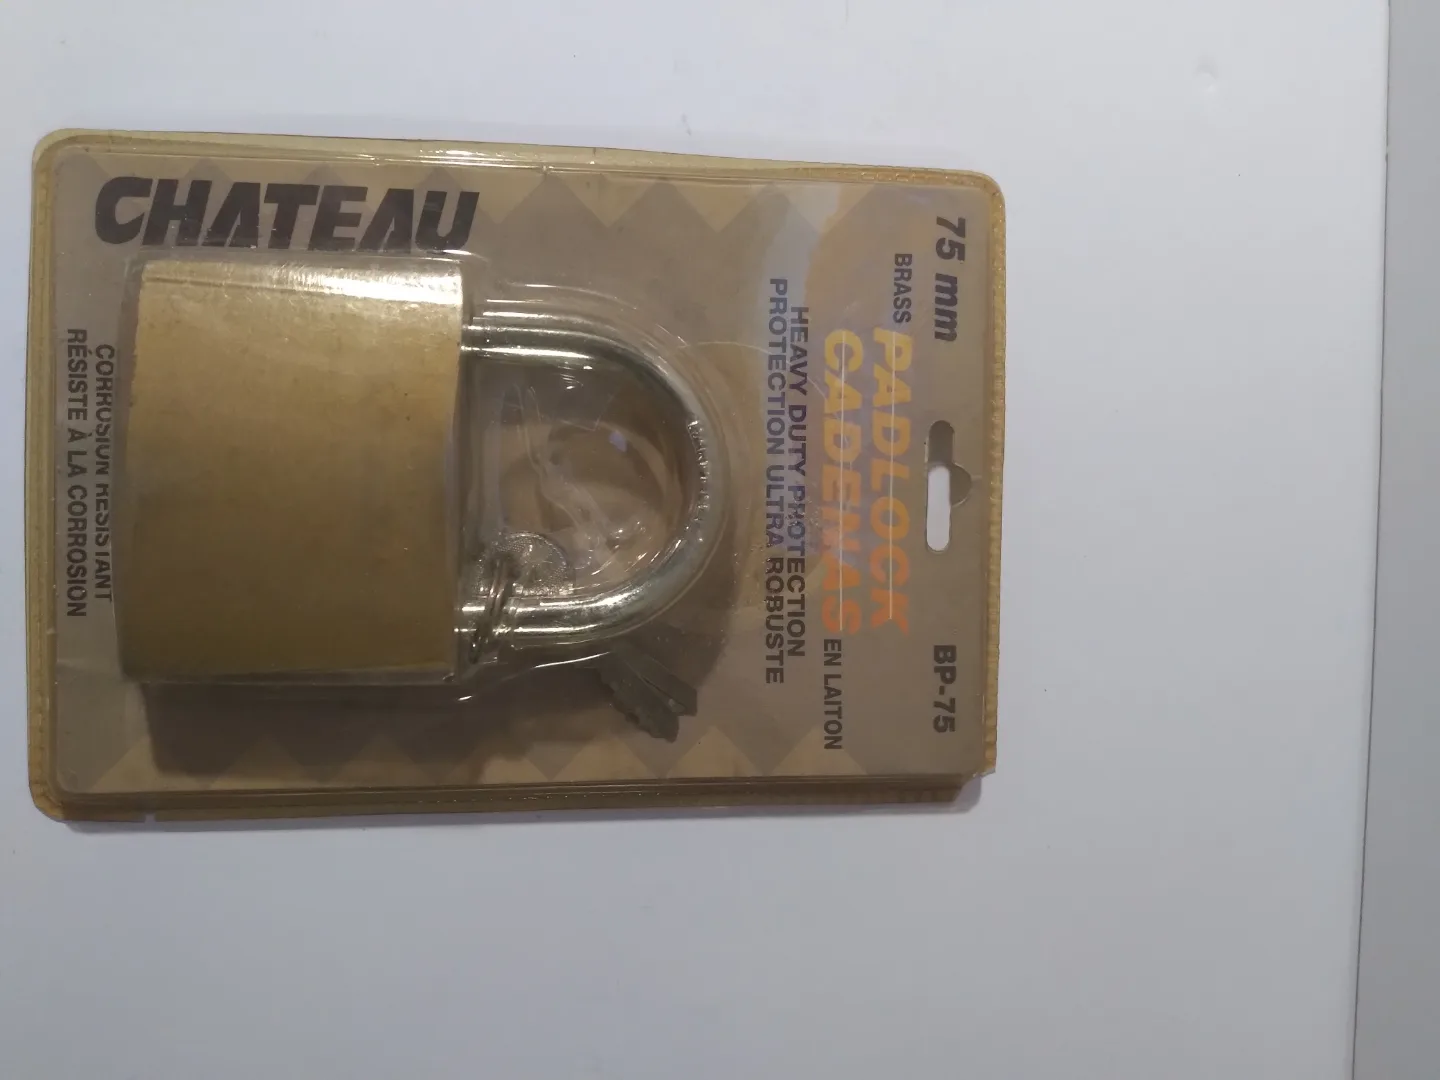 75 mm BP-75
BRASS PADLOCK
CADENAS EN LAITON
HEAVY DUTY PROTECTION
PROTECTION ULTRA ROBUSTE
CHATEAU
CORROSION RESISTANT
RÉSISTE À LA CORROSION